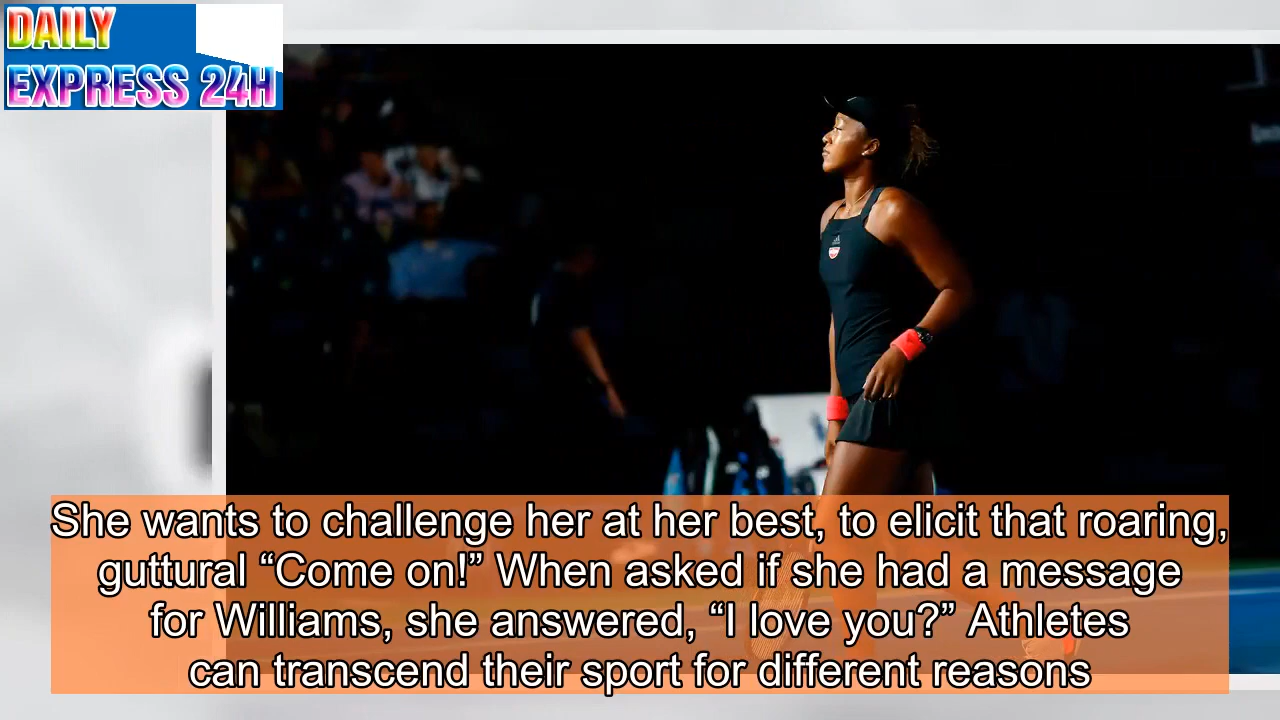 DAILY
EXPRESS 24H
She wants to challenge her at her best, to elicit that roaring,
guttural “Come on!” When asked if she had a message
for Williams, she answered, “I love you?” Athletes
can transcend their sport for different reasons